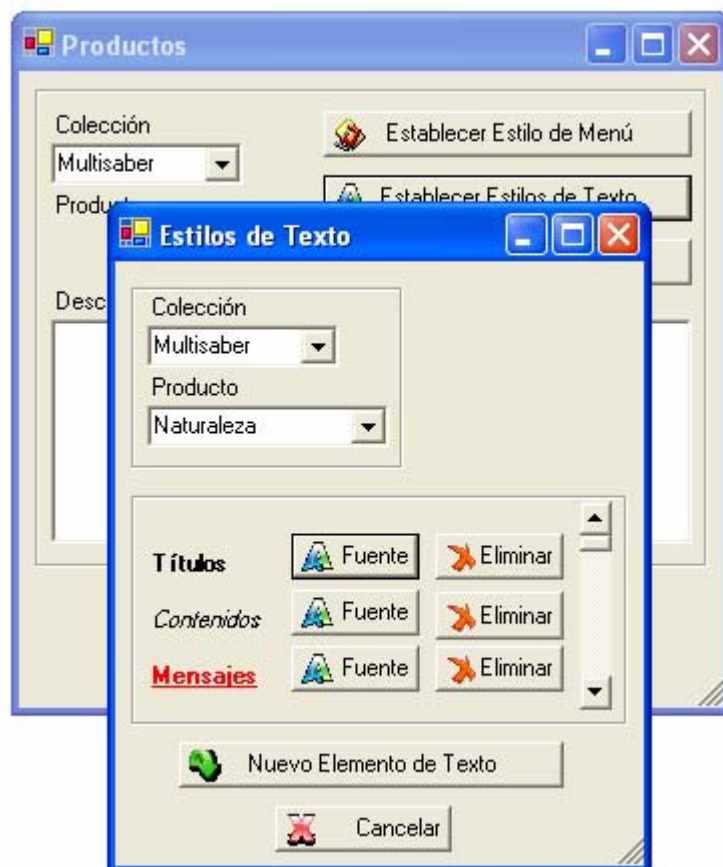 Productos
Colección
Establecer Estilo de Menú
Multisaber
Establecer Estilos de Texto
Estilos de Texto
Colección
Multisaber
Producto
Naturaleza
Títulos
Fuente
Eliminar
Contenidos
Fuente
Eliminar
Mensajes
Fuente
Eliminar
Nuevo Elemento de Texto
Cancelar